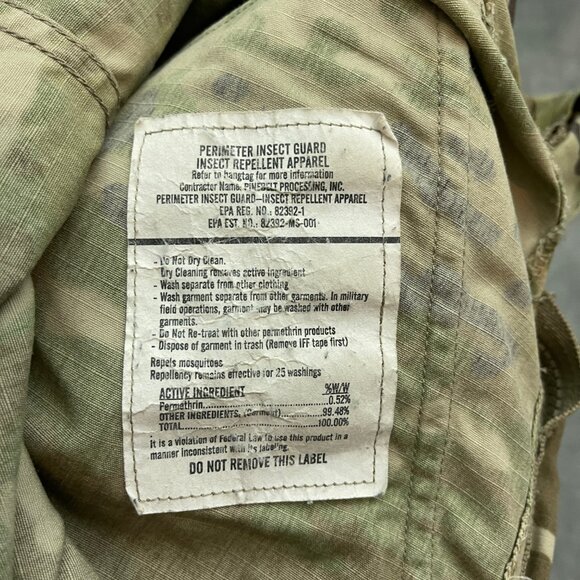 PERIMETER INSECT GUARD
INSECT REPELLENT APPAREL
Refer to hangtag for more information
Contractor Name: PINEBELT PROCESSING, INC.
PERIMETER INSECT GUARD—INSECT REPELLENT APPAREL
EPA REG. NO.: 82392-1
EPA EST. NO.: 82392-MS-001
- Do Not Dry Clean.
Dry Cleaning removes active ingredient
- Wash separate from other clothing
- Wash garment separate from other garments. In military
field operations, garment may be washed with other
garments.
- Do Not Re-treat with other permethrin products
- Dispose of garment in trash (Remove IFF tape first)
Repels mosquitoes
Repellency remains effective for 25 washings
ACTIVE INGREDIENT %W/W
Permethrin 0.52%
OTHER INGREDIENTS, (Garment) 99.48%
TOTAL 100.00%
It is a violation of Federal Law to use this product in a
manner inconsistent with its labeling.
DO NOT REMOVE THIS LABEL